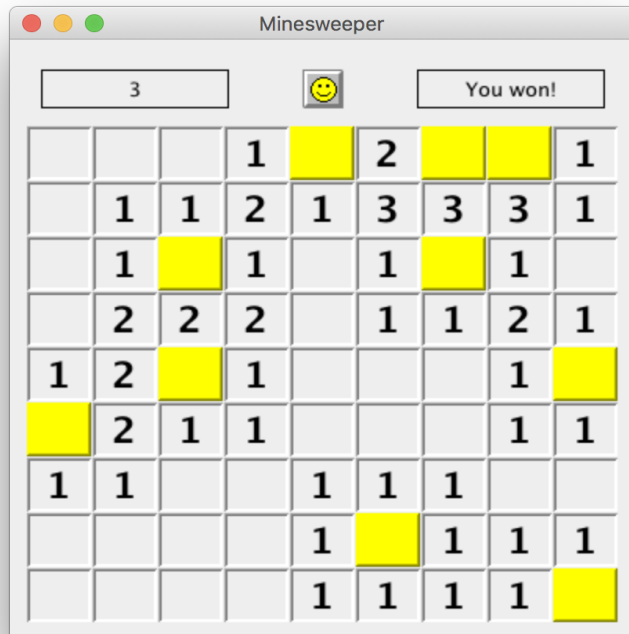 Minesweeper
3 You won!
1 2 1
1 1 2 1 3 3 3 1
1 1 1 1
2 2 2 1 1 2 1
1 2 1 1
2 1 1 1 1
1 1 1 1 1
1 1 1 1
1 1 1 1